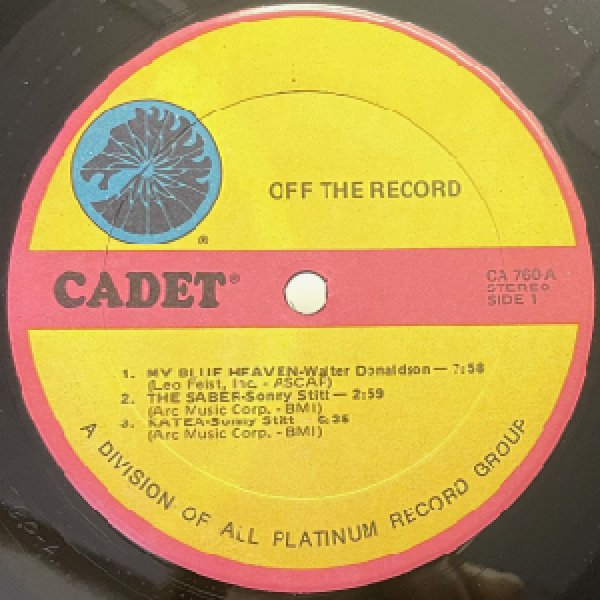 OFF THE RECORD
®
CADET®
CA 760-A
STEREO
SIDE 1
1. MY BLUE HEAVEN-Walter Donaldson — 7:58
(Leo Feist, Inc. - ASCAP)
2. THE SABER-Sonny Stitt — 2:59
(Arc Music Corp. - BMI)
3. KATEA-Sonny Stitt
(Arc Music Corp. - BMI)
A DIVISION OF ALL PLATINUM RECORD GROUP